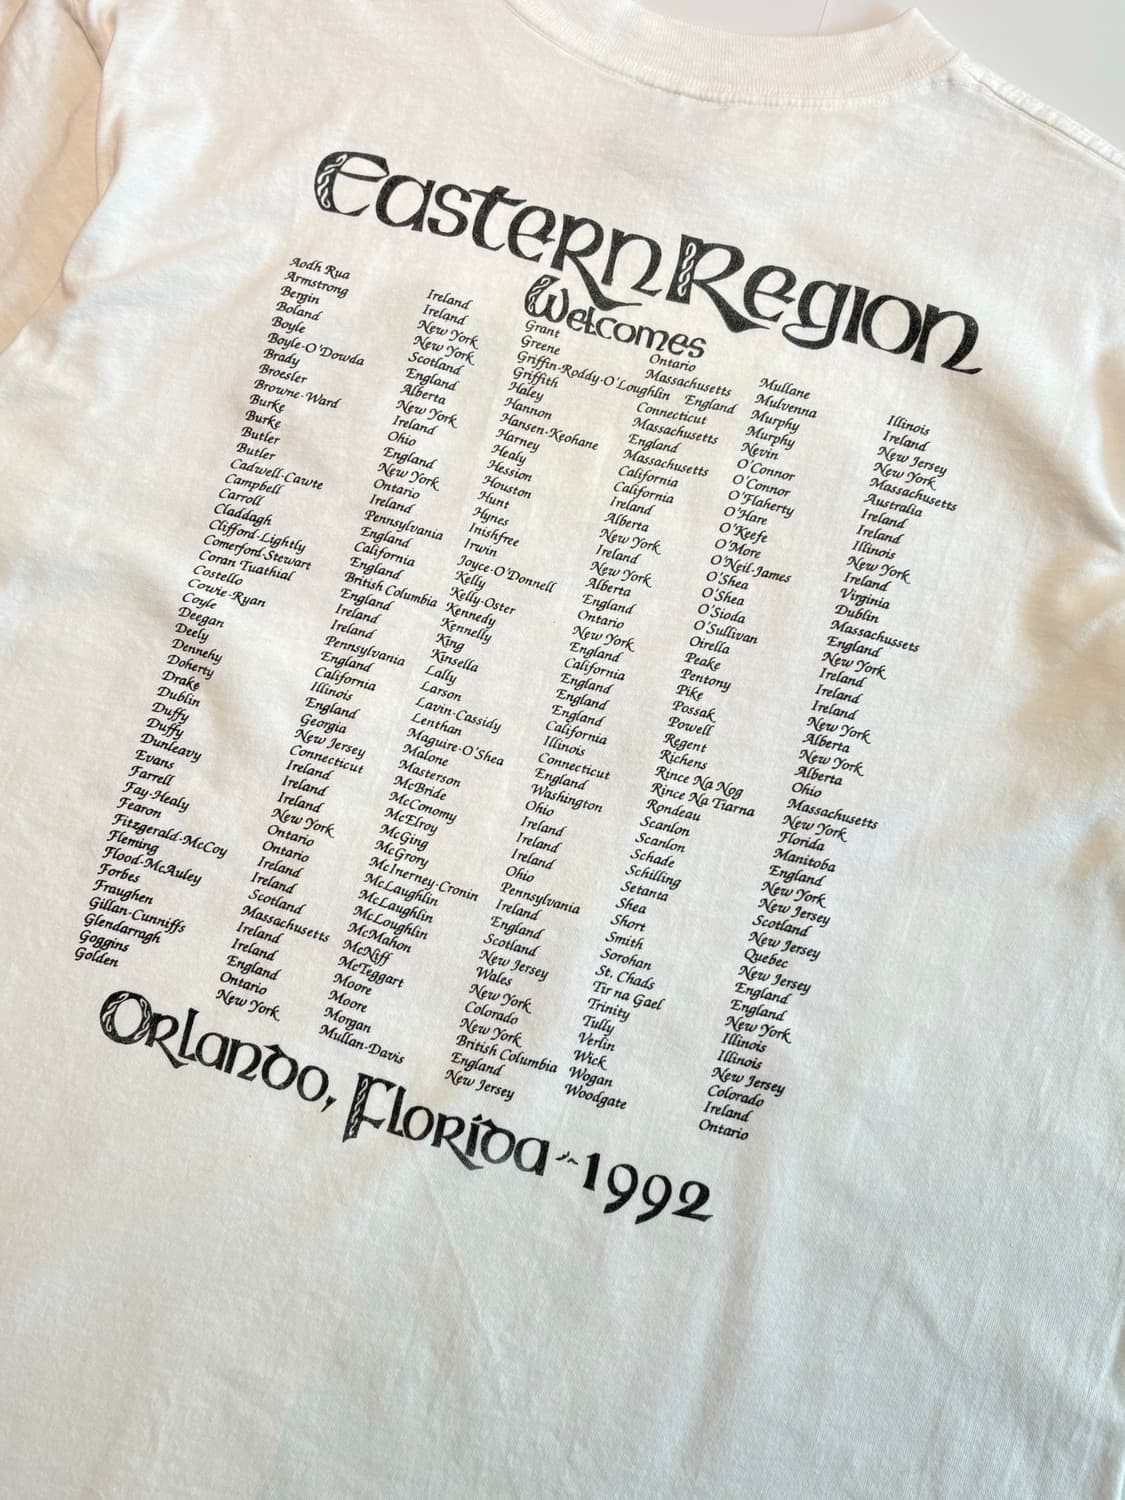 Eastern Region
Welcomes
Aodh Rua Ireland
Armstrong Ireland
Bergin New York
Boland New York
Boyle Scotland
Boyle-O'Dowda England
Brady Alberta
Broesler New York
Browne-Ward Ireland
Burke Ohio
Burke England
Butler New York
Butler Ontario
Cadwell-Cawte Ireland
Campbell Pennsylvania
Carroll England
Claddagh California
Clifford-Lightly England
Comerford-Stewart British Columbia
Coran Tuathial England
Costello Ireland
Cowie-Ryan Ireland
Coyle Pennsylvania
Deegan England
Deely California
Dennehy Illinois
Doherty England
Drake Georgia
Dublin New Jersey
Duffy Connecticut
Duffy Ireland
Dunleavy Ireland
Evans Ireland
Farrell New York
Fay-Healy Ontario
Fearon Ontario
Fitzgerald-McCoy Ireland
Fleming Ireland
Flood-McAuley Scotland
Forbes Massachusetts
Fraughen Ireland
Gillan-Cunniffs Ireland
Glendarragh England
Goggins Ontario
Golden New York
Grant Ontario
Greene Massachusetts
Griffin-Roddy-O'Loughlin England
Griffith Connecticut
Haley Massachusetts
Hannon England
Hansen-Keohane Massachusetts
Harney California
Healy California
Hession Ireland
Houston Alberta
Hunt New York
Hynes Ireland
Inishfree New York
Irwin Alberta
Joyce-O'Donnell England
Kelly Ontario
Kelly-Oster New York
Kennedy England
Kennelly California
King England
Kinsella England
Lally England
Larson California
Lavin-Cassidy Illinois
Lenthan Connecticut
Maguire-O'Shea England
Malone Washington
Masterson Ohio
McBride Ireland
McConomy Ireland
McElroy Ireland
McGing Ohio
McGrory Pennsylvania
McInerney-Cronin Ireland
McLaughlin England
McLaughlin Scotland
McLoughlin New Jersey
McMahon Wales
McNiff New York
McTeggart Colorado
Moore New York
Moore British Columbia
Morgan England
Mullan-Davis New Jersey
Mullane Illinois
Mulvenna Ireland
Murphy New Jersey
Murphy New York
Nevin Massachusetts
O'Connor Australia
O'Connor Ireland
O'Flaherty Ireland
O'Hare Illinois
O'Keefe New York
O'More Ireland
O'Neil-James Virginia
O'Shea Dublin
O'Shea Massachussets
O'Sioda England
O'Sullivan New York
Oirella Ireland
Peake Ireland
Pentony Ireland
Pike New York
Possak Alberta
Powell New York
Regent Alberta
Richens Ohio
Rince Na Nog Massachusetts
Rince Na Tiarna New York
Rondeau Florida
Scanlon Manitoba
Scanlon England
Schade New York
Schilling New Jersey
Setanta Scotland
Shea New Jersey
Short Quebec
Smith New Jersey
Sorohan England
St. Chads England
Tir na Gael New York
Trinity Illinois
Tully Illinois
Verlin New Jersey
Wick Colorado
Wogan Ireland
Woodgate Ontario
Orlando, Florida ~ 1992